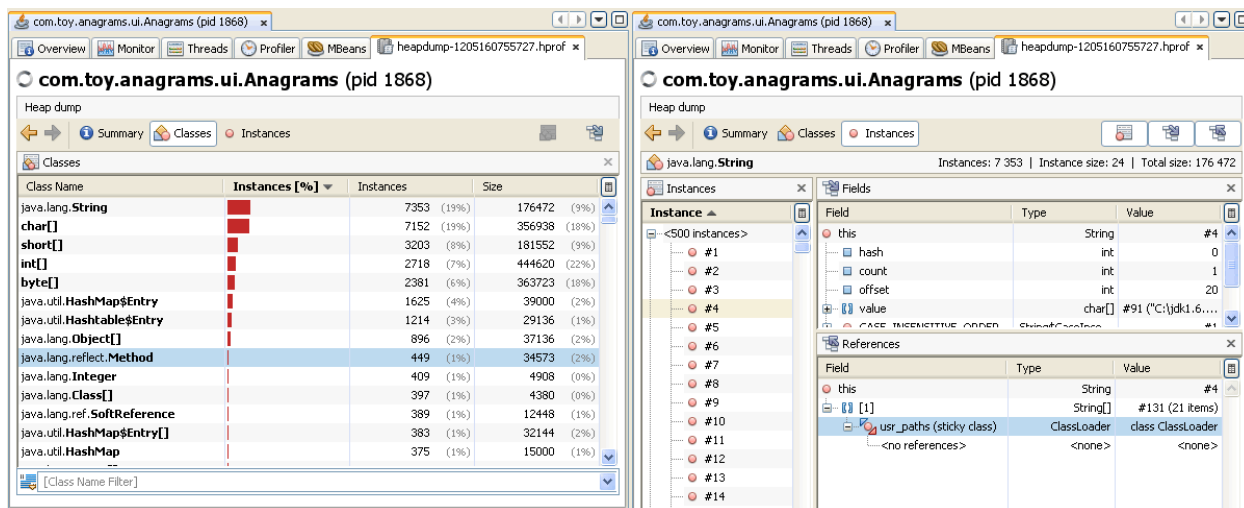 com.toy.anagrams.ui.Anagrams (pid 1868)
Overview Monitor Threads Profiler MBeans heapdump-1205160755727.hprof
com.toy.anagrams.ui.Anagrams (pid 1868)
Heap dump
Summary Classes Instances
Classes
Class Name Instances [%] Instances Size
java.lang.String 7353 (19%) 176472 (9%)
char[] 7152 (19%) 356938 (18%)
short[] 3203 (8%) 181552 (9%)
int[] 2718 (7%) 444620 (22%)
byte[] 2381 (6%) 363723 (18%)
java.util.HashMap$Entry 1625 (4%) 39000 (2%)
java.util.Hashtable$Entry 1214 (3%) 29136 (1%)
java.lang.Object[] 896 (2%) 37136 (2%)
java.lang.reflect.Method 449 (1%) 34573 (2%)
java.lang.Integer 409 (1%) 4908 (0%)
java.lang.Class[] 397 (1%) 4380 (0%)
java.lang.ref.SoftReference 389 (1%) 12448 (1%)
java.util.HashMap$Entry[] 383 (1%) 32144 (2%)
java.util.HashMap 375 (1%) 15000 (1%)
[Class Name Filter]
com.toy.anagrams.ui.Anagrams (pid 1868)
Overview Monitor Threads Profiler MBeans heapdump-1205160755727.hprof
com.toy.anagrams.ui.Anagrams (pid 1868)
Heap dump
Summary Classes Instances
java.lang.String Instances: 7 353 | Instance size: 24 | Total size: 176 472
Instances
Instance
<500 instances>
#1
#2
#3
#4
#5
#6
#7
#8
#9
#10
#11
#12
#13
#14
Fields
Field Type Value
this String #4
hash int 0
count int 1
offset int 20
value char[] #91 ("C:\jdk1.6....
CASE_INSENSITIVE_ORDER String$CaseInse... #1
References
Field Type Value
this String #4
[1] String[] #131 (21 items)
usr_paths (sticky class) ClassLoader class ClassLoader
<no references> <none> <none>